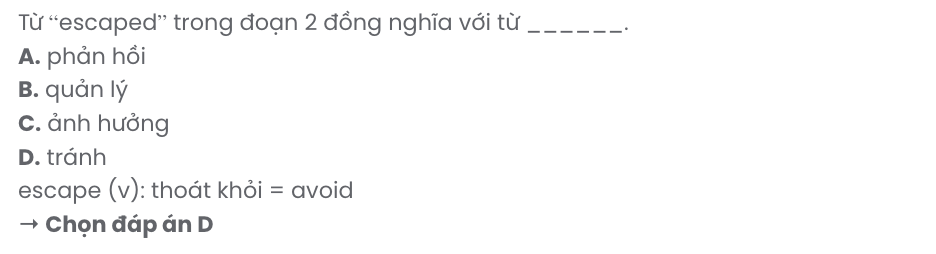 Từ “escaped” trong đoạn 2 đồng nghĩa với từ ______.
A. phản hồi
B. quản lý
C. ảnh hưởng
D. tránh
escape (v): thoát khỏi = avoid
→ Chọn đáp án D